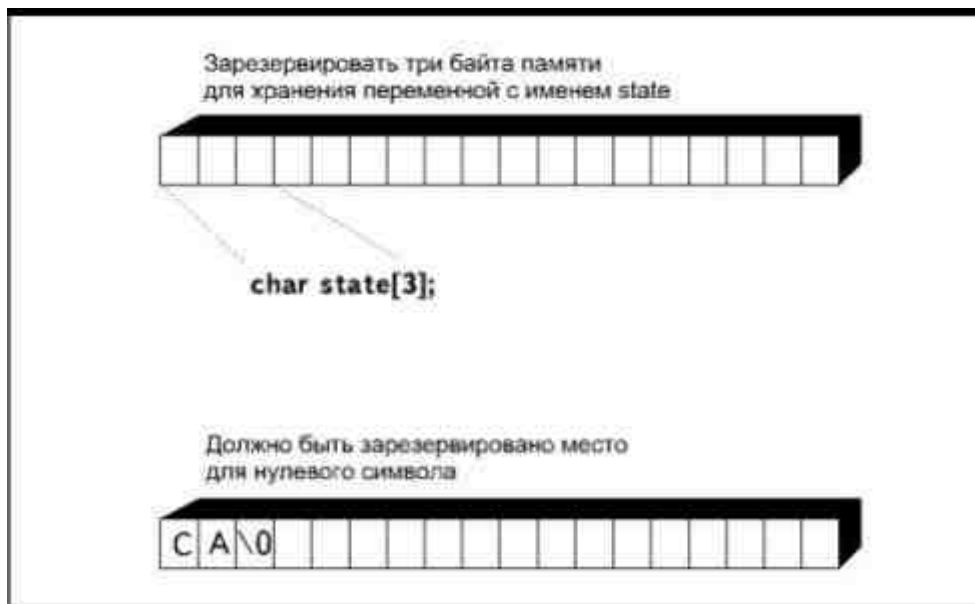 Зарезервировать три байта памяти
для хранения переменной с именем state
char state[3];
Должно быть зарезервировано место
для нулевого символа
C A \0